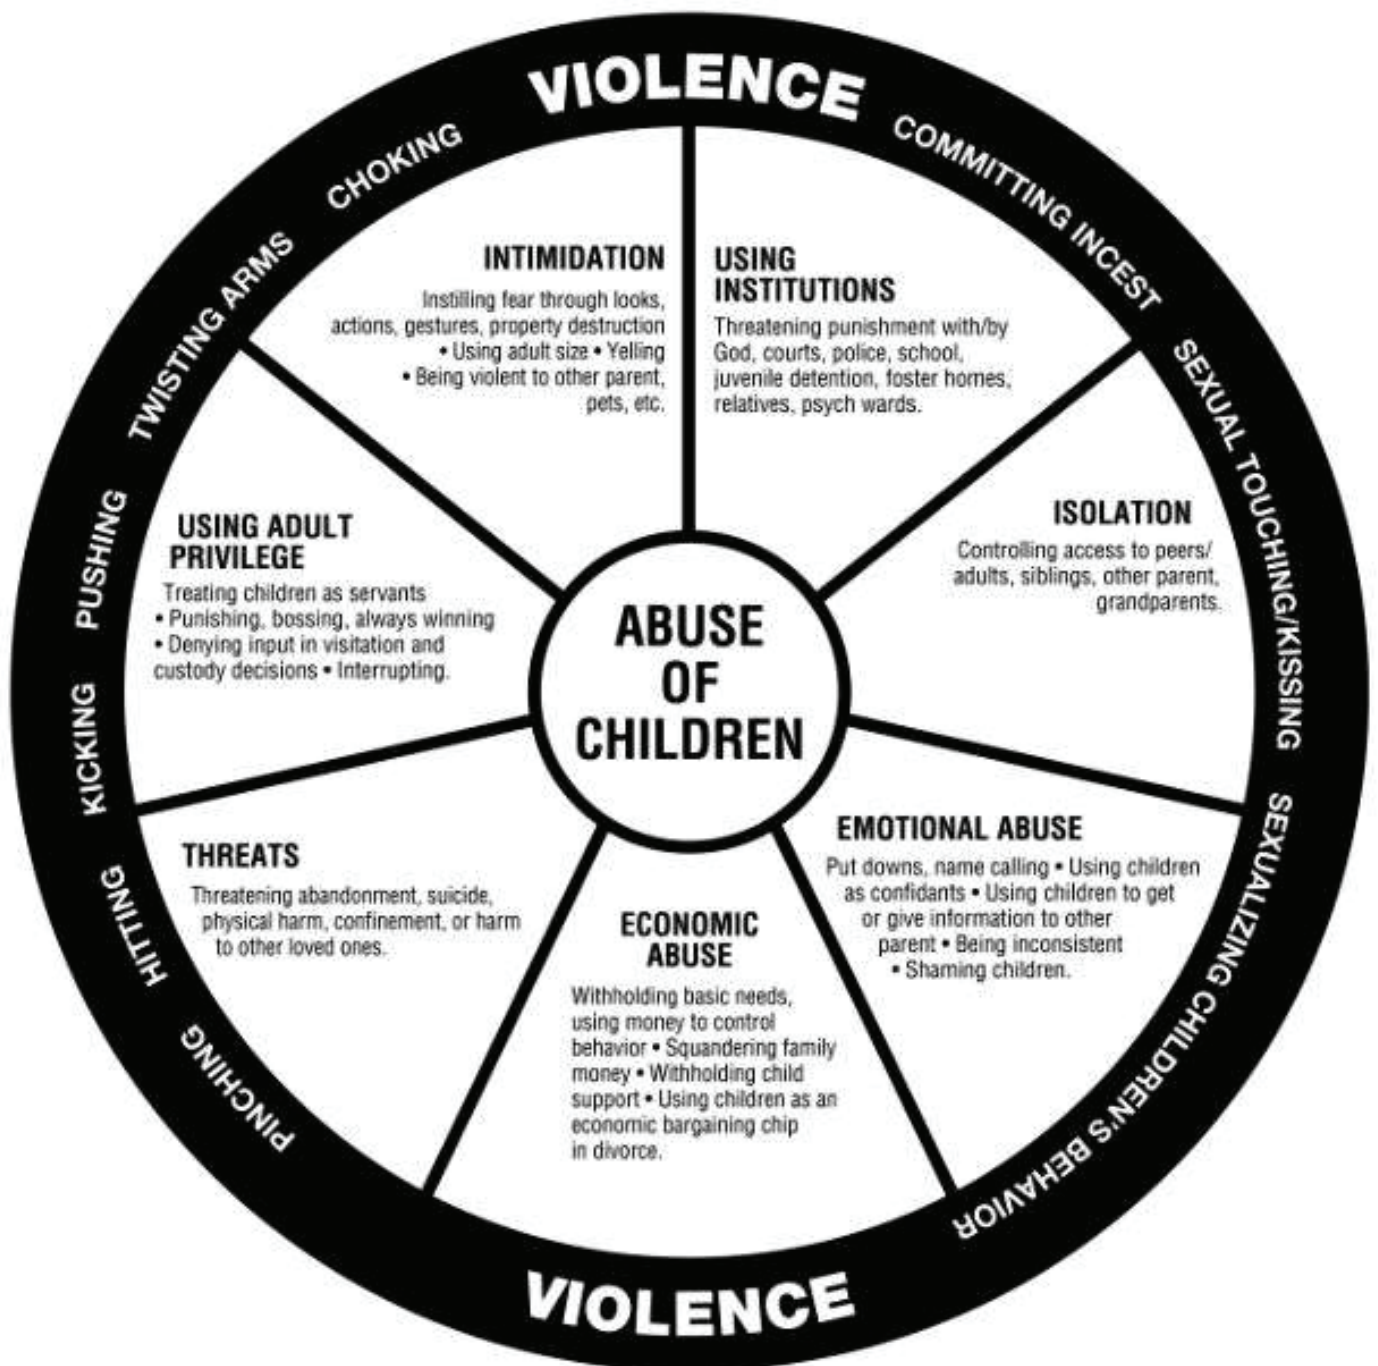 VIOLENCE
COMMITTING INCEST
SEXUAL TOUCHING/KISSING
SEXUALIZING CHILDREN'S BEHAVIOR
VIOLENCE
PINCHING
HITTING
KICKING
PUSHING
TWISTING ARMS
CHOKING
INTIMIDATION
Instilling fear through looks,
actions, gestures, property destruction
• Using adult size • Yelling
• Being violent to other parent,
pets, etc.
USING
INSTITUTIONS
Threatening punishment with/by
God, courts, police, school,
juvenile detention, foster homes,
relatives, psych wards.
ISOLATION
Controlling access to peers/
adults, siblings, other parent,
grandparents.
EMOTIONAL ABUSE
Put downs, name calling • Using children
as confidants • Using children to get
or give information to other
parent • Being inconsistent
• Shaming children.
ECONOMIC
ABUSE
Withholding basic needs,
using money to control
behavior • Squandering family
money • Withholding child
support • Using children as an
economic bargaining chip
in divorce.
THREATS
Threatening abandonment, suicide,
physical harm, confinement, or harm
to other loved ones.
USING ADULT
PRIVILEGE
Treating children as servants
• Punishing, bossing, always winning
• Denying input in visitation and
custody decisions • Interrupting.
ABUSE
OF
CHILDREN